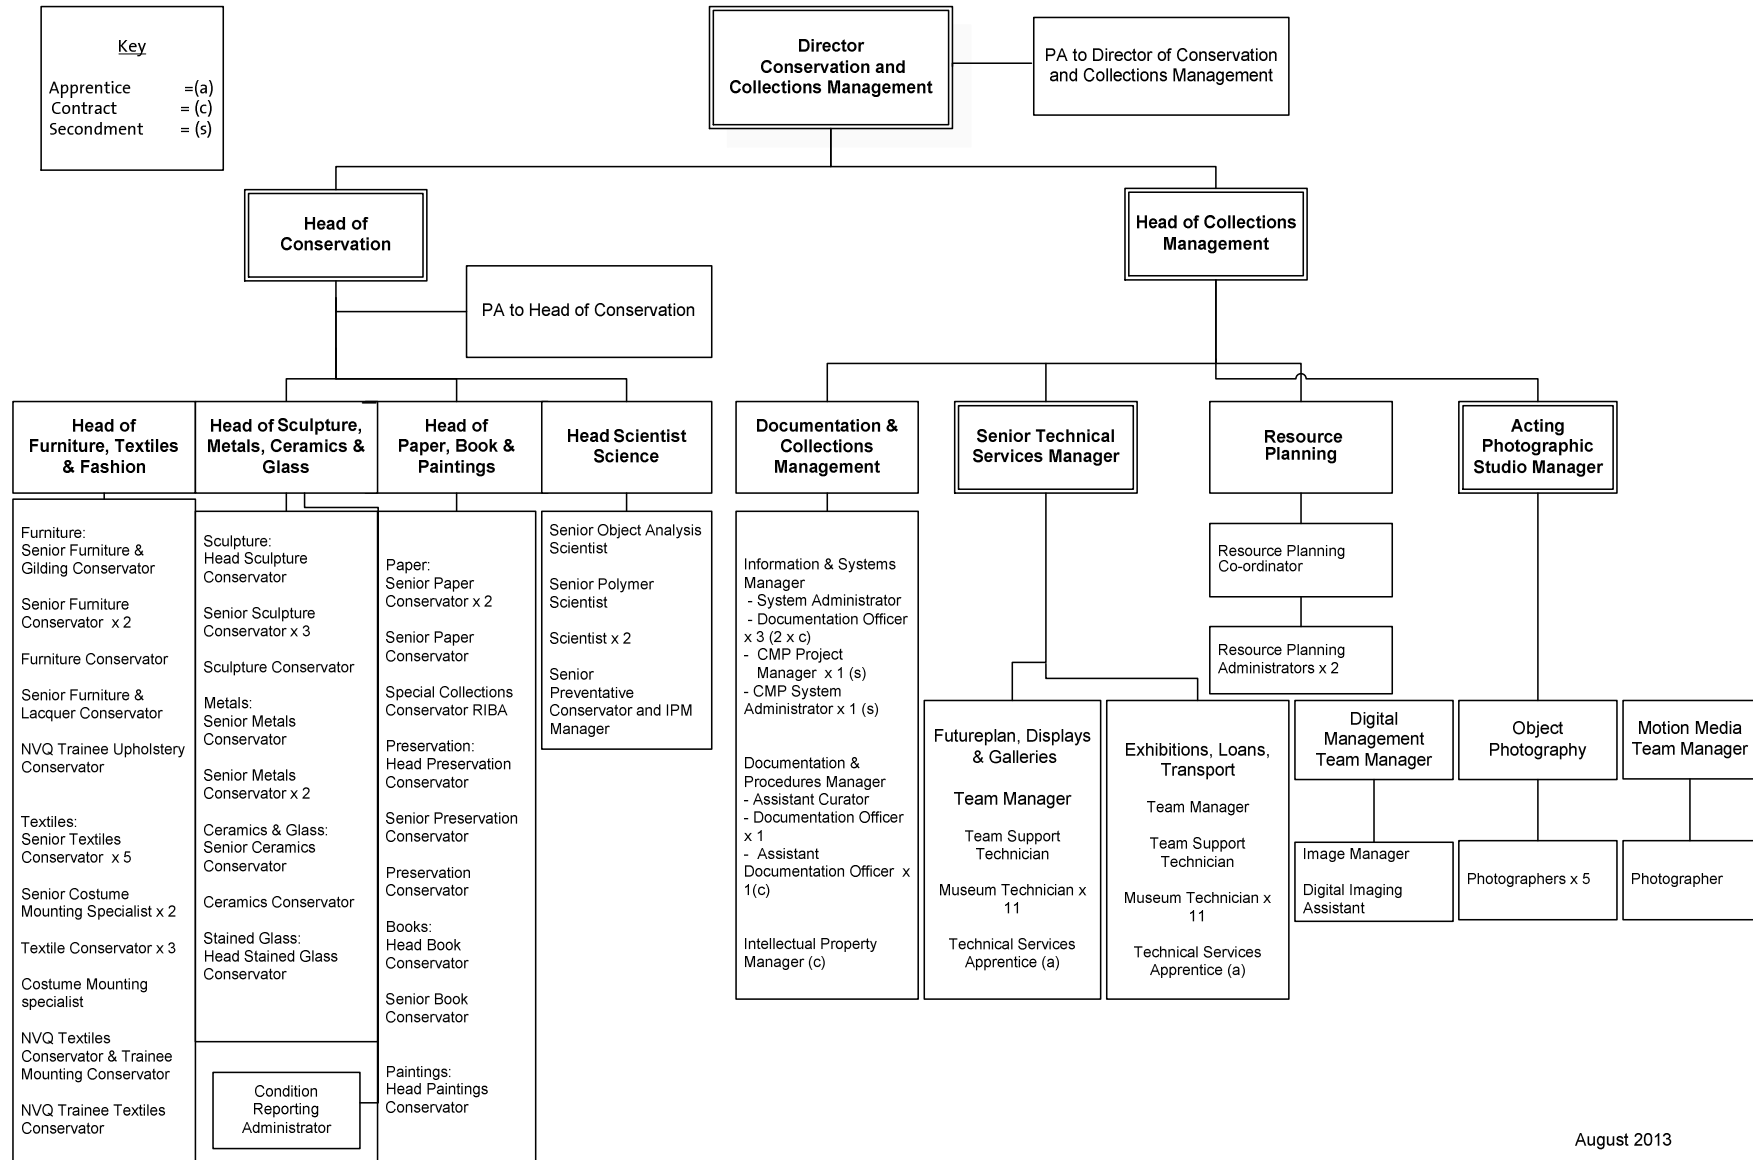 Key
Apprentice =(a)
Contract = (c)
Secondment = (s)
Director
Conservation and
Collections Management
PA to Director of Conservation
and Collections Management
Head of
Conservation
Head of Collections
Management
PA to Head of Conservation
Head of
Furniture, Textiles
& Fashion
Head of Sculpture,
Metals, Ceramics &
Glass
Head of
Paper, Book &
Paintings
Head Scientist
Science
Documentation &
Collections
Management
Senior Technical
Services Manager
Resource
Planning
Acting
Photographic
Studio Manager
Furniture:
Senior Furniture &
Gilding Conservator
Senior Furniture
Conservator x 2
Furniture Conservator
Senior Furniture &
Lacquer Conservator
NVQ Trainee Upholstery
Conservator
Textiles:
Senior Textiles
Conservator x 5
Senior Costume
Mounting Specialist x 2
Textile Conservator x 3
Costume Mounting
specialist
NVQ Textiles
Conservator & Trainee
Mounting Conservator
NVQ Trainee Textiles
Conservator
Sculpture:
Head Sculpture
Conservator
Senior Sculpture
Conservator x 3
Sculpture Conservator
Metals:
Senior Metals
Conservator
Senior Metals
Conservator x 2
Ceramics & Glass:
Senior Ceramics
Conservator
Ceramics Conservator
Stained Glass:
Head Stained Glass
Conservator
Condition
Reporting
Administrator
Paper:
Senior Paper
Conservator x 2
Senior Paper
Conservator
Special Collections
Conservator RIBA
Preservation:
Head Preservation
Conservator
Senior Preservation
Conservator
Preservation
Conservator
Books:
Head Book
Conservator
Senior Book
Conservator
Paintings:
Head Paintings
Conservator
Senior Object Analysis
Scientist
Senior Polymer
Scientist
Scientist x 2
Senior
Preventative
Conservator and IPM
Manager
Information & Systems
Manager
- System Administrator
- Documentation Officer
x 3 (2 x c)
- CMP Project
Manager x 1 (s)
- CMP System
Administrator x 1 (s)
Documentation &
Procedures Manager
- Assistant Curator
- Documentation Officer
x 1
- Assistant
Documentation Officer x
1(c)
Intellectual Property
Manager (c)
Futureplan, Displays
& Galleries
Team Manager
Team Support
Technician
Museum Technician x
11
Technical Services
Apprentice (a)
Exhibitions, Loans,
Transport
Team Manager
Team Support
Technician
Museum Technician x
11
Technical Services
Apprentice (a)
Resource Planning
Co-ordinator
Resource Planning
Administrators x 2
Digital
Management
Team Manager
Image Manager
Digital Imaging
Assistant
Object
Photography
Photographers x 5
Motion Media
Team Manager
Photographer
August 2013